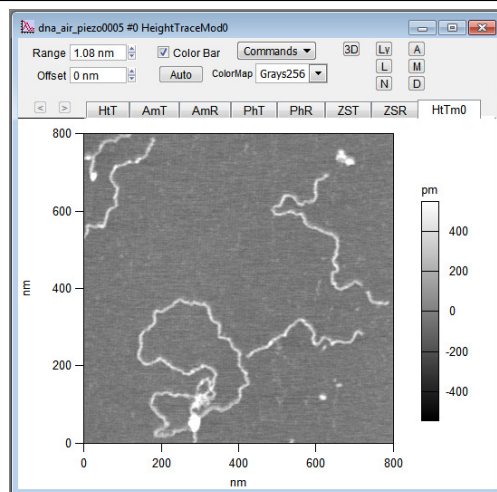 dna_air_piezo0005 #0 HeightTraceMod0
Range 1.08 nm Color Bar Commands 3D Lv A
Offset 0 nm Auto ColorMap Grays256 L M
N D
< > HtT AmT AmR PhT PhR ZST ZSR HtTm0
800
600
400
200
0
nm
0 200 400 600 800
nm
pm
400
200
0
-200
-400